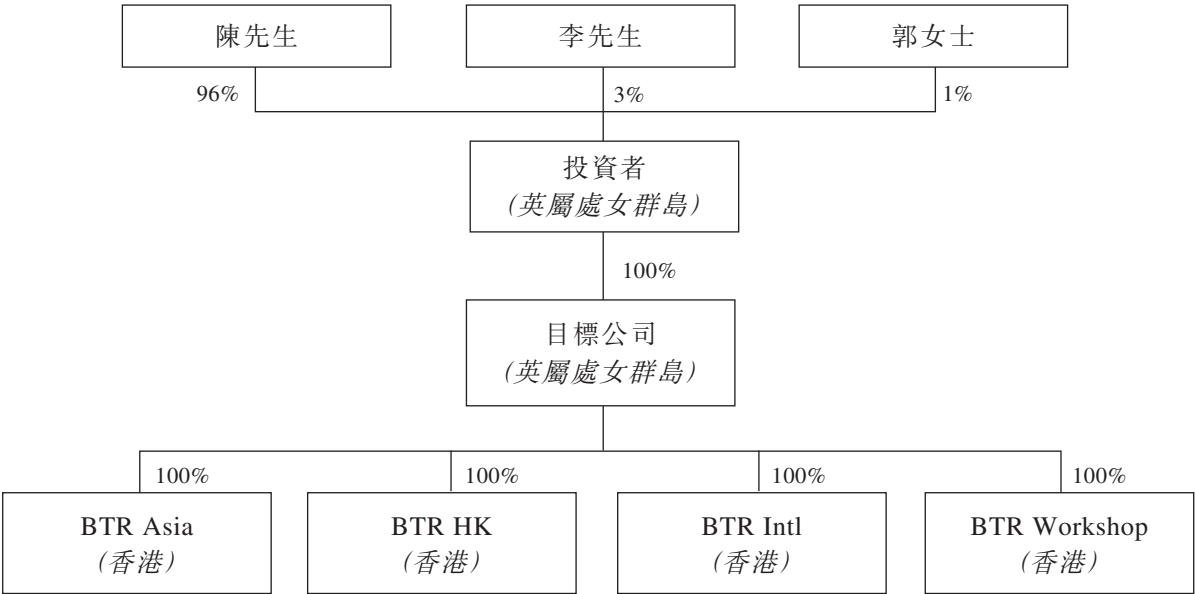 陳先生
李先生
郭女士
96%
3%
1%
投資者
(英屬處女群島)
100%
目標公司
(英屬處女群島)
100%
100%
100%
100%
BTR Asia
(香港)
BTR HK
(香港)
BTR Intl
(香港)
BTR Workshop
(香港)